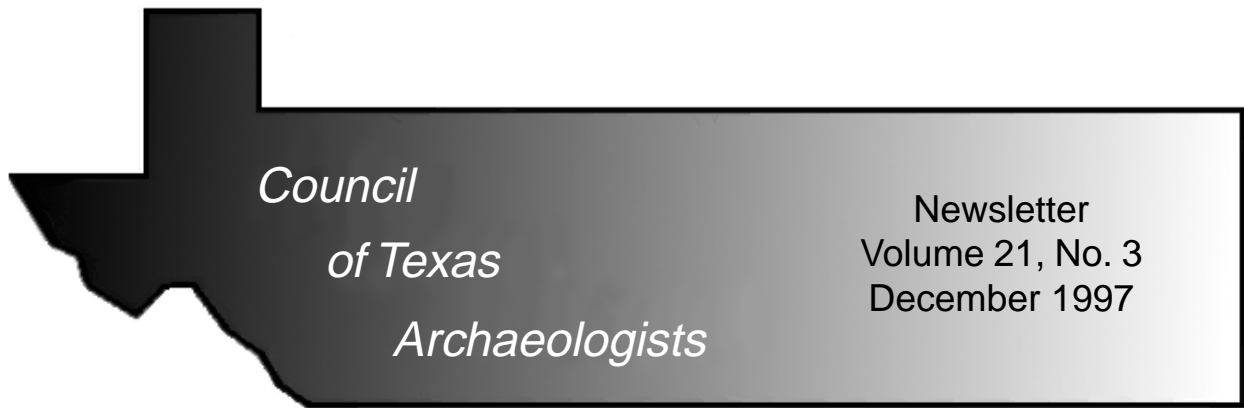 Council
of Texas
Archaeologists
Newsletter
Volume 21, No. 3
December 1997